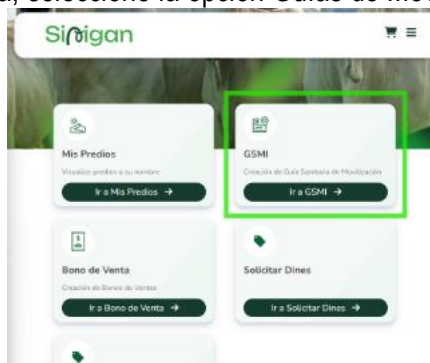 a, seleccione la opción Guías de Mov
Sinigan
Mis Predios
Visualice predios a su nombre
Ir a Mis Predios →
GSMI
Creación de Guía Sanitaria de Movilización
Ir a GSMI →
Bono de Venta
Creación de Bonos de Ventas
Ir a Bono de Venta →
Solicitar Dines
Ir a Solicitar Dines →